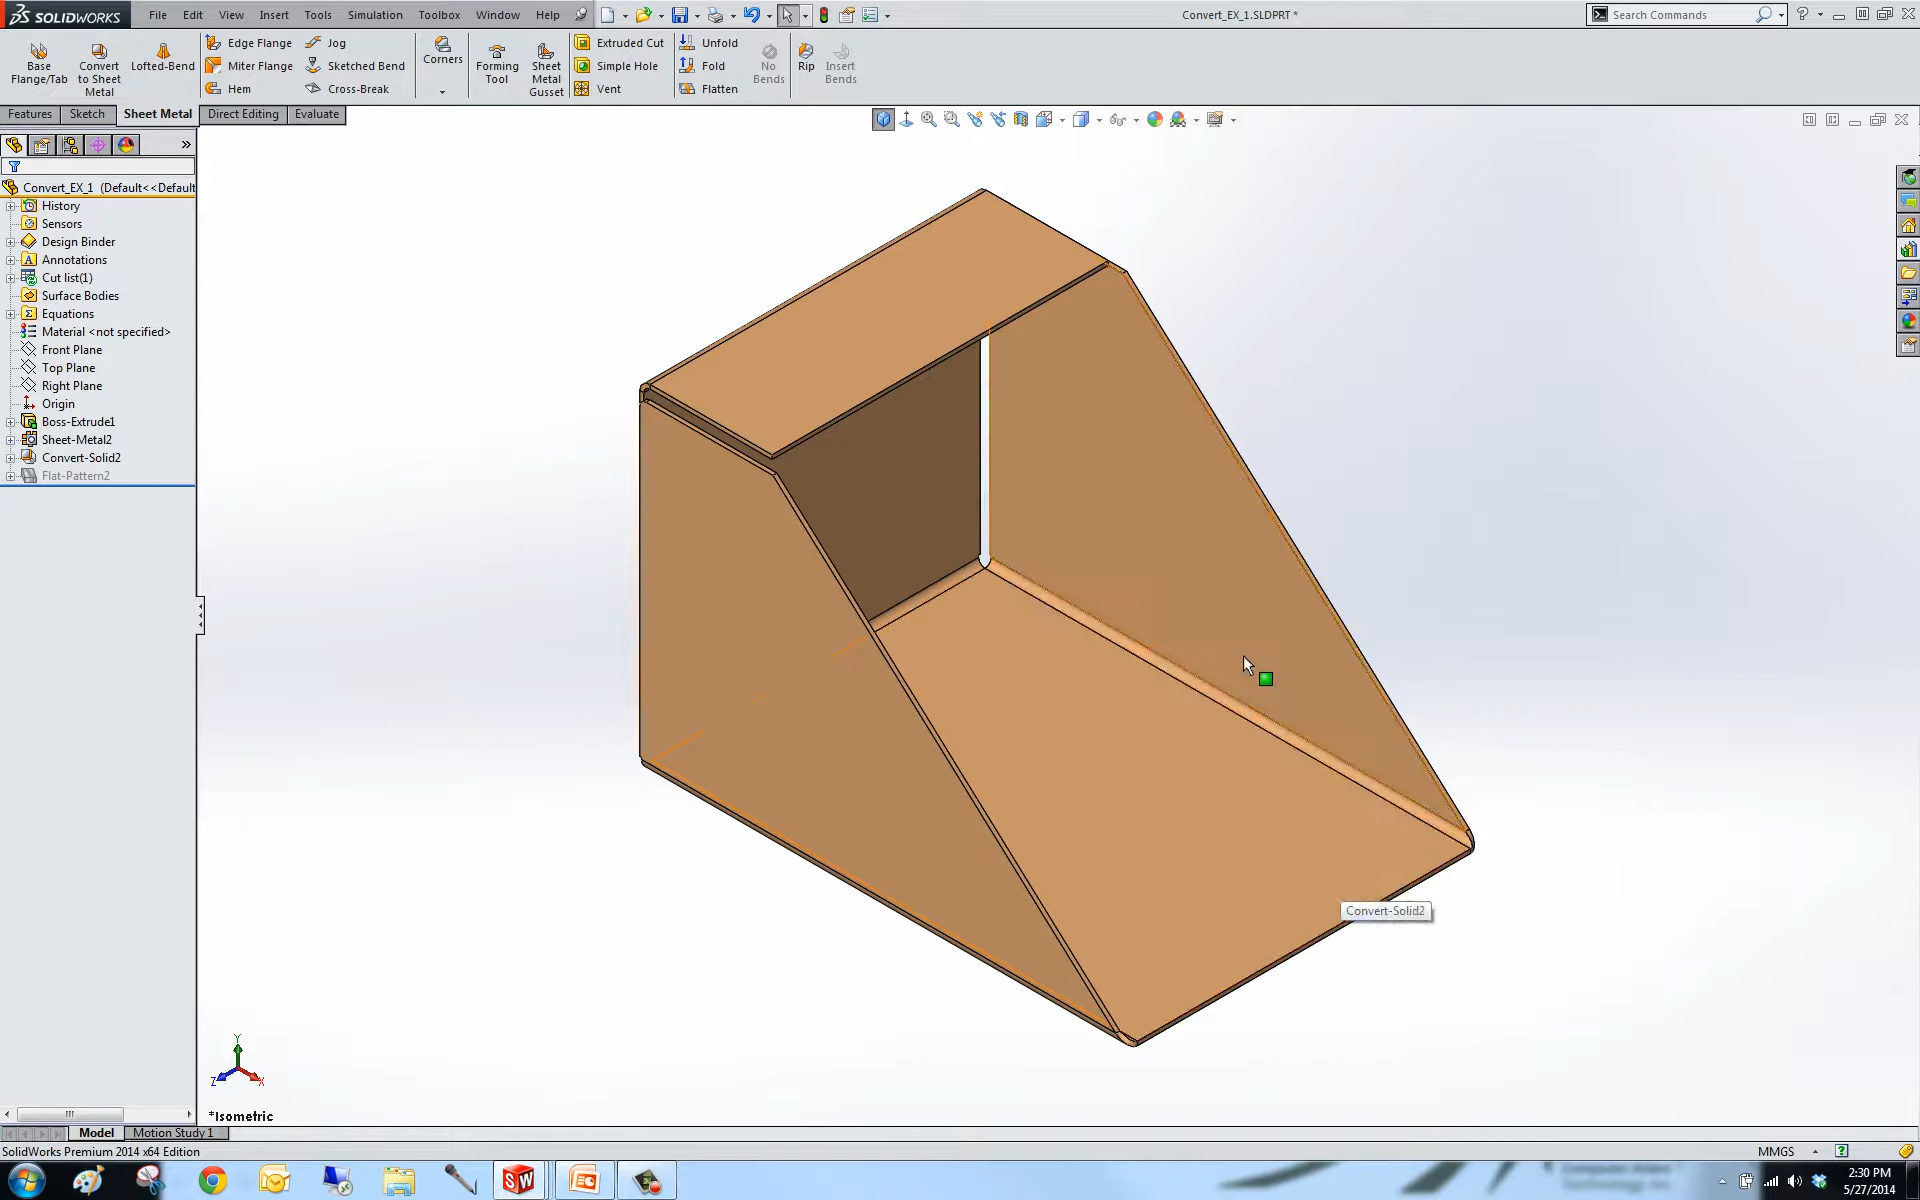 SOLIDWORKS File Edit View Insert Tools Simulation Toolbox Window Help Convert_EX_1.SLDPRT * Search Commands ?
Base Flange/Tab
Convert to Sheet Metal
Lofted-Bend
Edge Flange
Miter Flange
Hem
Jog
Sketched Bend
Cross-Break
Corners
Forming Tool
Sheet Metal Gusset
Extruded Cut
Simple Hole
Vent
Unfold
Fold
Flatten
No Bends
Rip
Insert Bends
Features Sketch Sheet Metal Direct Editing Evaluate
Convert_EX_1 (Default<<Default
History
Sensors
Design Binder
Annotations
Cut list(1)
Surface Bodies
Equations
Material <not specified>
Front Plane
Top Plane
Right Plane
Origin
Boss-Extrude1
Sheet-Metal2
Convert-Solid2
Flat-Pattern2
Convert-Solid2
Y
Z X
*Isometric
Model Motion Study 1
SolidWorks Premium 2014 x64 Edition MMGS
2:30 PM
5/27/2014